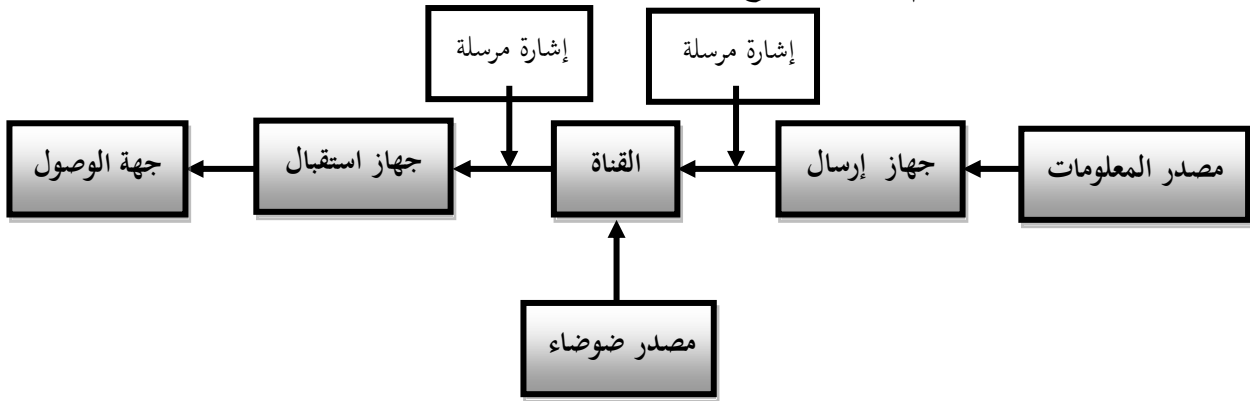 إشارة مرسلة
إشارة مرسلة
مصدر المعلومات
جهاز إرسال
القناة
جهاز استقبال
جهة الوصول
مصدر ضوضاء